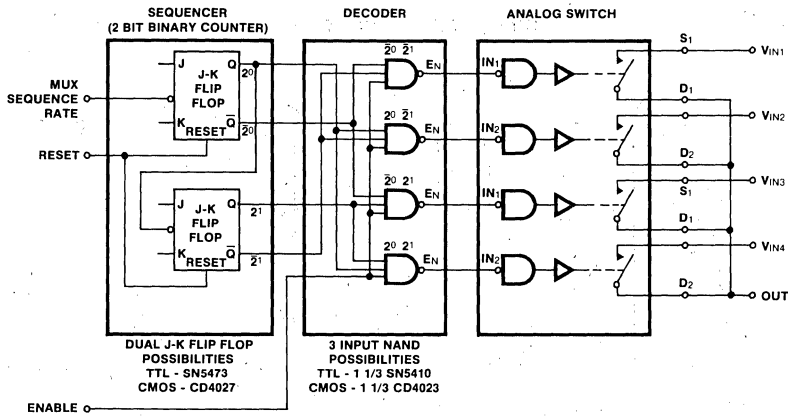 SEQUENCER
(2 BIT BINARY COUNTER)
DECODER
ANALOG SWITCH
MUX
SEQUENCE
RATE
RESET
ENABLE
J
Q
2⁰
J-K
FLIP
FLOP
K
RESET
Q̅
2̅⁰
J
Q
2¹
J-K
FLIP
FLOP
K
RESET
Q̅
2̅¹
2̅⁰ 2̅¹
EN
2⁰ 2̅¹
EN
2̅⁰ 2¹
EN
2⁰ 2¹
EN
IN1
IN2
IN1
IN2
S1
VIN1
D1
VIN2
D2
VIN3
S1
D1
VIN4
D2
OUT
DUAL J-K FLIP FLOP
POSSIBILITIES
TTL - SN5473
CMOS - CD4027
3 INPUT NAND
POSSIBILITIES
TTL - 1 1/3 SN5410
CMOS - 1 1/3 CD4023